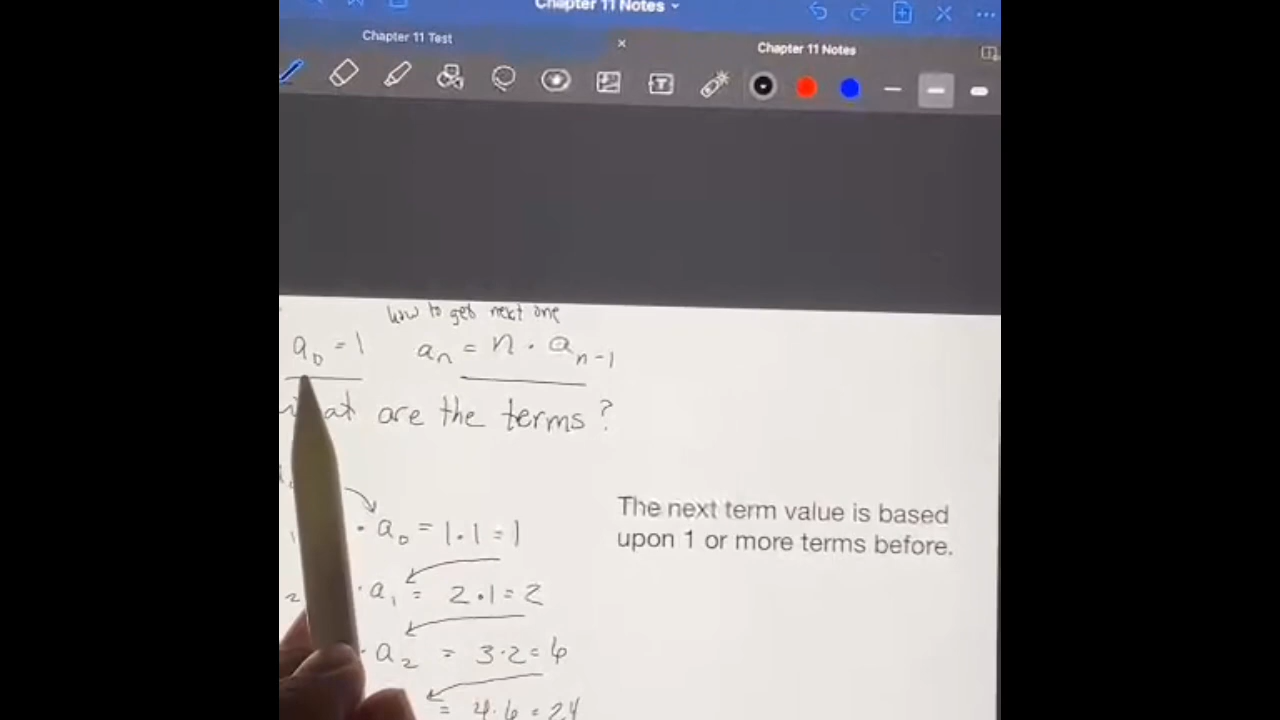 Chapter 11 Notes
Chapter 11 Test
Chapter 11 Notes
how to get next one
a₀ = 1 aₙ = n · aₙ₋₁
are the terms?
· a₀ = 1 · 1 = 1
The next term value is based
upon 1 or more terms before.
2 · a₁ = 2 · 1 = 2
· a₂ = 3 · 2 = 6
= 4 · 6 = 24